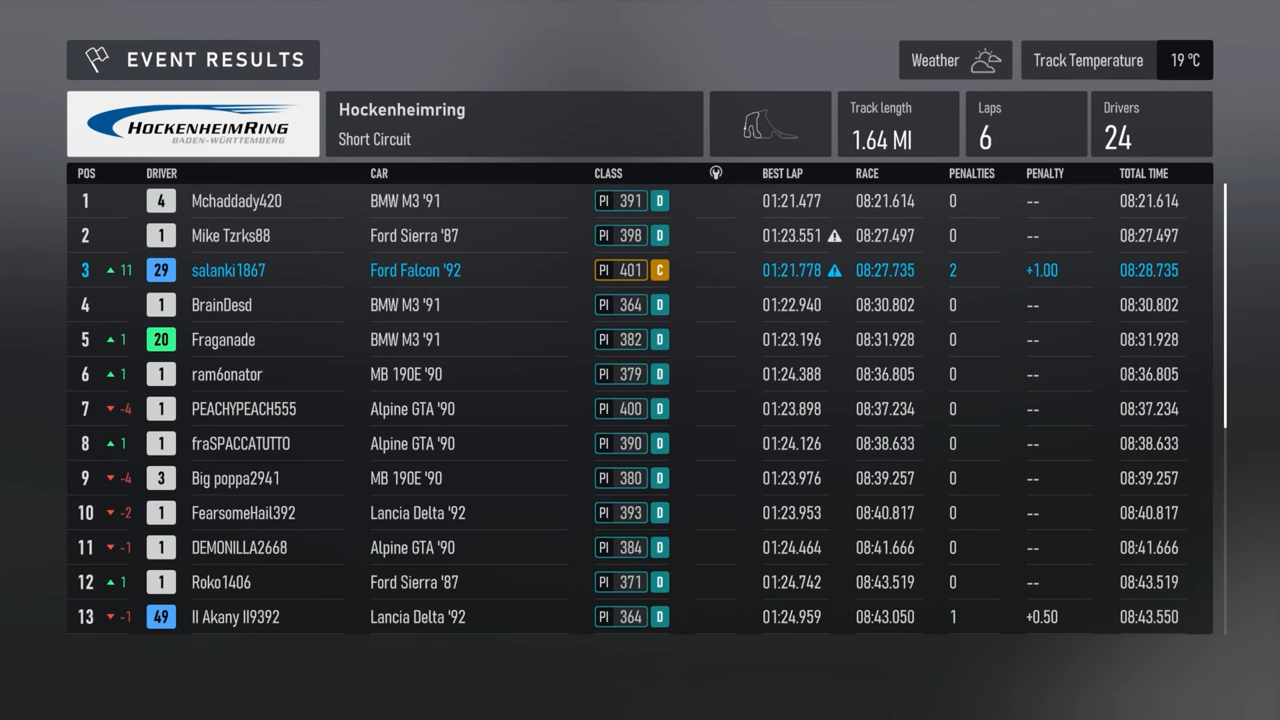 EVENT RESULTS
Weather Track Temperature 19 °C
HOCKENHEIMRING
BADEN-WÜRTTEMBERG
Hockenheimring
Short Circuit
Track length
1.64 MI
Laps
6
Drivers
24
POS DRIVER CAR CLASS BEST LAP RACE PENALTIES PENALTY TOTAL TIME
1 4 Mchaddady420 BMW M3 '91 PI 391 D 01:21.477 08:21.614 0 -- 08:21.614
2 1 Mike Tzrks88 Ford Sierra '87 PI 398 D 01:23.551 08:27.497 0 -- 08:27.497
3 11 29 salanki1867 Ford Falcon '92 PI 401 C 01:21.778 08:27.735 2 +1.00 08:28.735
4 1 BrainDesd BMW M3 '91 PI 364 D 01:22.940 08:30.802 0 -- 08:30.802
5 1 20 Fraganade BMW M3 '91 PI 382 D 01:23.196 08:31.928 0 -- 08:31.928
6 1 1 ram6onator MB 190E '90 PI 379 D 01:24.388 08:36.805 0 -- 08:36.805
7 -4 1 PEACHYPEACH555 Alpine GTA '90 PI 400 D 01:23.898 08:37.234 0 -- 08:37.234
8 1 1 fraSPACCATUTTO Alpine GTA '90 PI 390 D 01:24.126 08:38.633 0 -- 08:38.633
9 -4 3 Big poppa2941 MB 190E '90 PI 380 D 01:23.976 08:39.257 0 -- 08:39.257
10 -2 1 FearsomeHail392 Lancia Delta '92 PI 393 D 01:23.953 08:40.817 0 -- 08:40.817
11 -1 1 DEMONILLA2668 Alpine GTA '90 PI 384 D 01:24.464 08:41.666 0 -- 08:41.666
12 1 1 Roko1406 Ford Sierra '87 PI 371 D 01:24.742 08:43.519 0 -- 08:43.519
13 -1 49 II Akany II9392 Lancia Delta '92 PI 364 D 01:24.959 08:43.050 1 +0.50 08:43.550